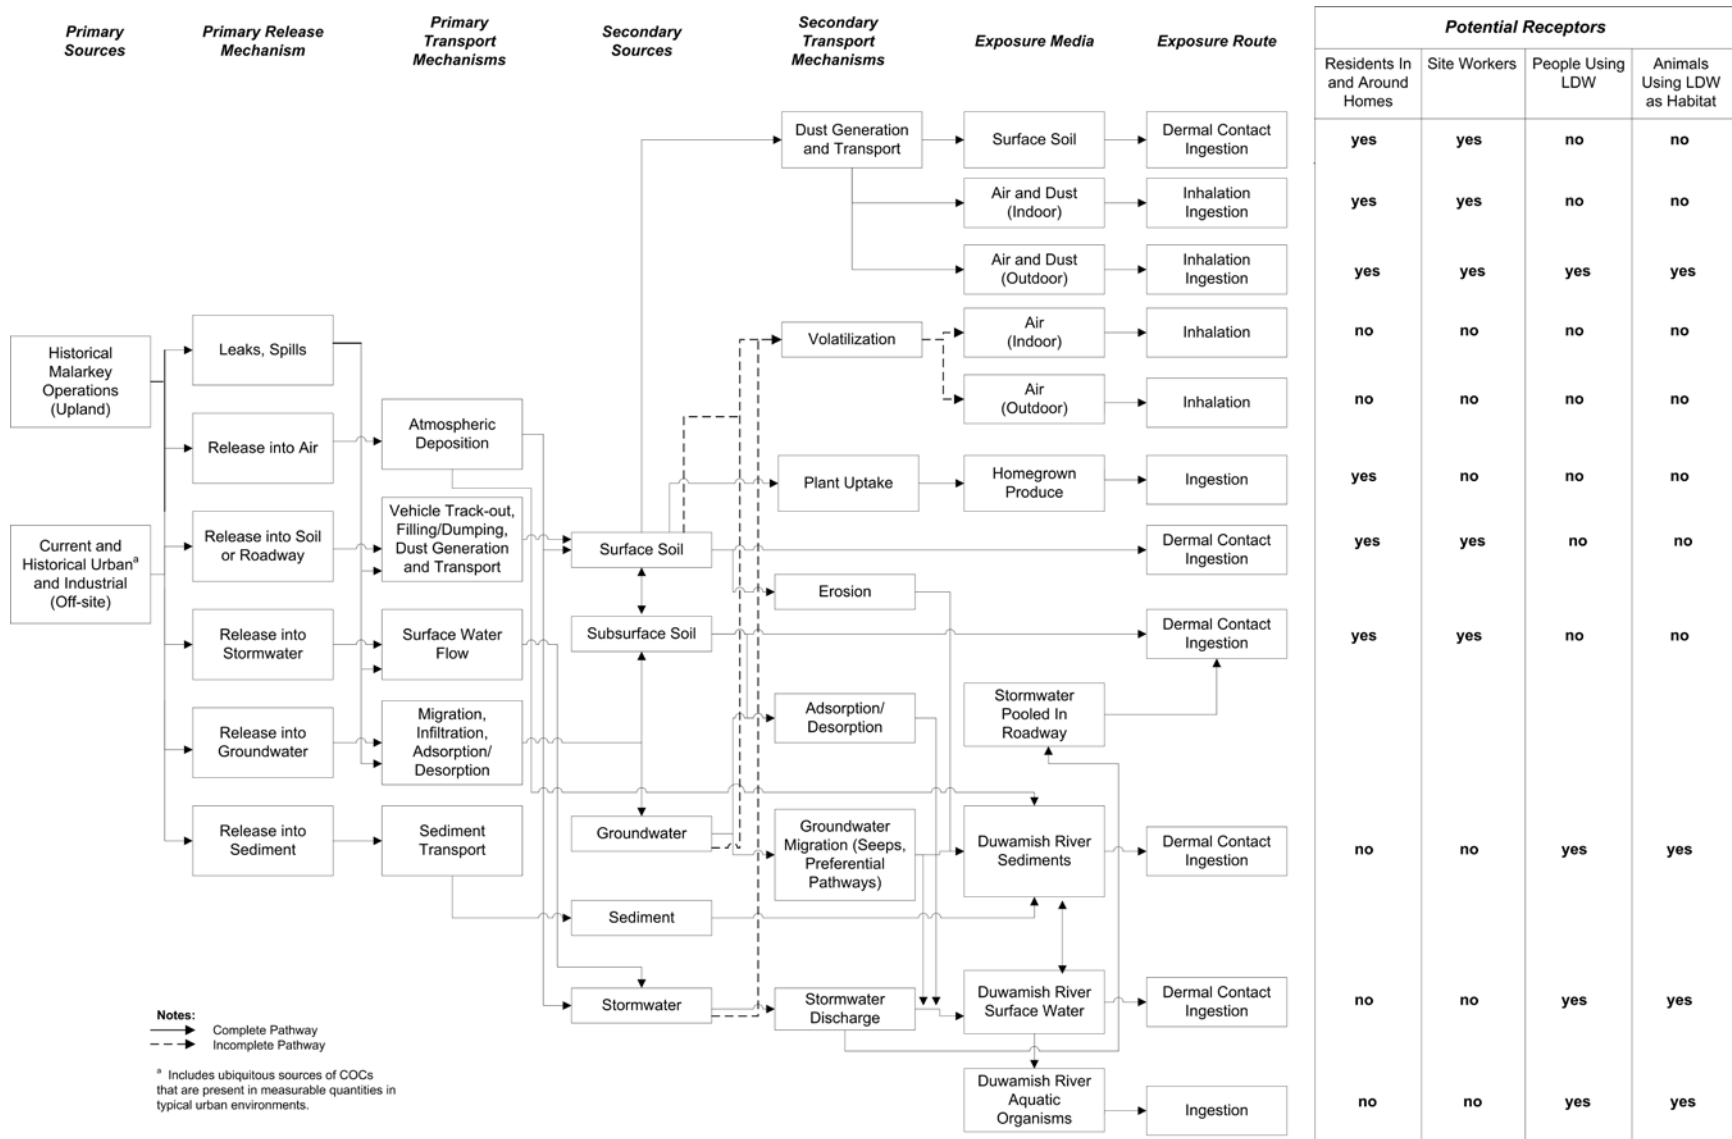 Primary
Sources
Primary Release
Mechanism
Primary
Transport
Mechanisms
Secondary
Sources
Secondary
Transport
Mechanisms
Exposure Media
Exposure Route
Potential Receptors
Residents In
and Around
Homes
Site Workers
People Using
LDW
Animals
Using LDW
as Habitat
Dust Generation
and Transport
Surface Soil
Dermal Contact
Ingestion
yes
yes
no
no
Air and Dust
(Indoor)
Inhalation
Ingestion
yes
yes
no
no
Air and Dust
(Outdoor)
Inhalation
Ingestion
yes
yes
yes
yes
Historical
Malarkey
Operations
(Upland)
Leaks, Spills
Volatilization
Air
(Indoor)
Inhalation
no
no
no
no
Air
(Outdoor)
Inhalation
no
no
no
no
Release into Air
Atmospheric
Deposition
Plant Uptake
Homegrown
Produce
Ingestion
yes
no
no
no
Current and
Historical Urbanª
and Industrial
(Off-site)
Release into Soil
or Roadway
Vehicle Track-out,
Filling/Dumping,
Dust Generation
and Transport
Surface Soil
Dermal Contact
Ingestion
yes
yes
no
no
Erosion
Release into
Stormwater
Surface Water
Flow
Subsurface Soil
Dermal Contact
Ingestion
yes
yes
no
no
Release into
Groundwater
Migration,
Infiltration,
Adsorption/
Desorption
Adsorption/
Desorption
Stormwater
Pooled In
Roadway
Release into
Sediment
Sediment
Transport
Groundwater
Groundwater
Migration (Seeps,
Preferential
Pathways)
Duwamish River
Sediments
Dermal Contact
Ingestion
no
no
yes
yes
Sediment
Stormwater
Stormwater
Discharge
Duwamish River
Surface Water
Dermal Contact
Ingestion
no
no
yes
yes
Duwamish River
Aquatic
Organisms
Ingestion
no
no
yes
yes
Notes:
Complete Pathway
Incomplete Pathway
ª Includes ubiquitous sources of COCs
that are present in measurable quantities in
typical urban environments.